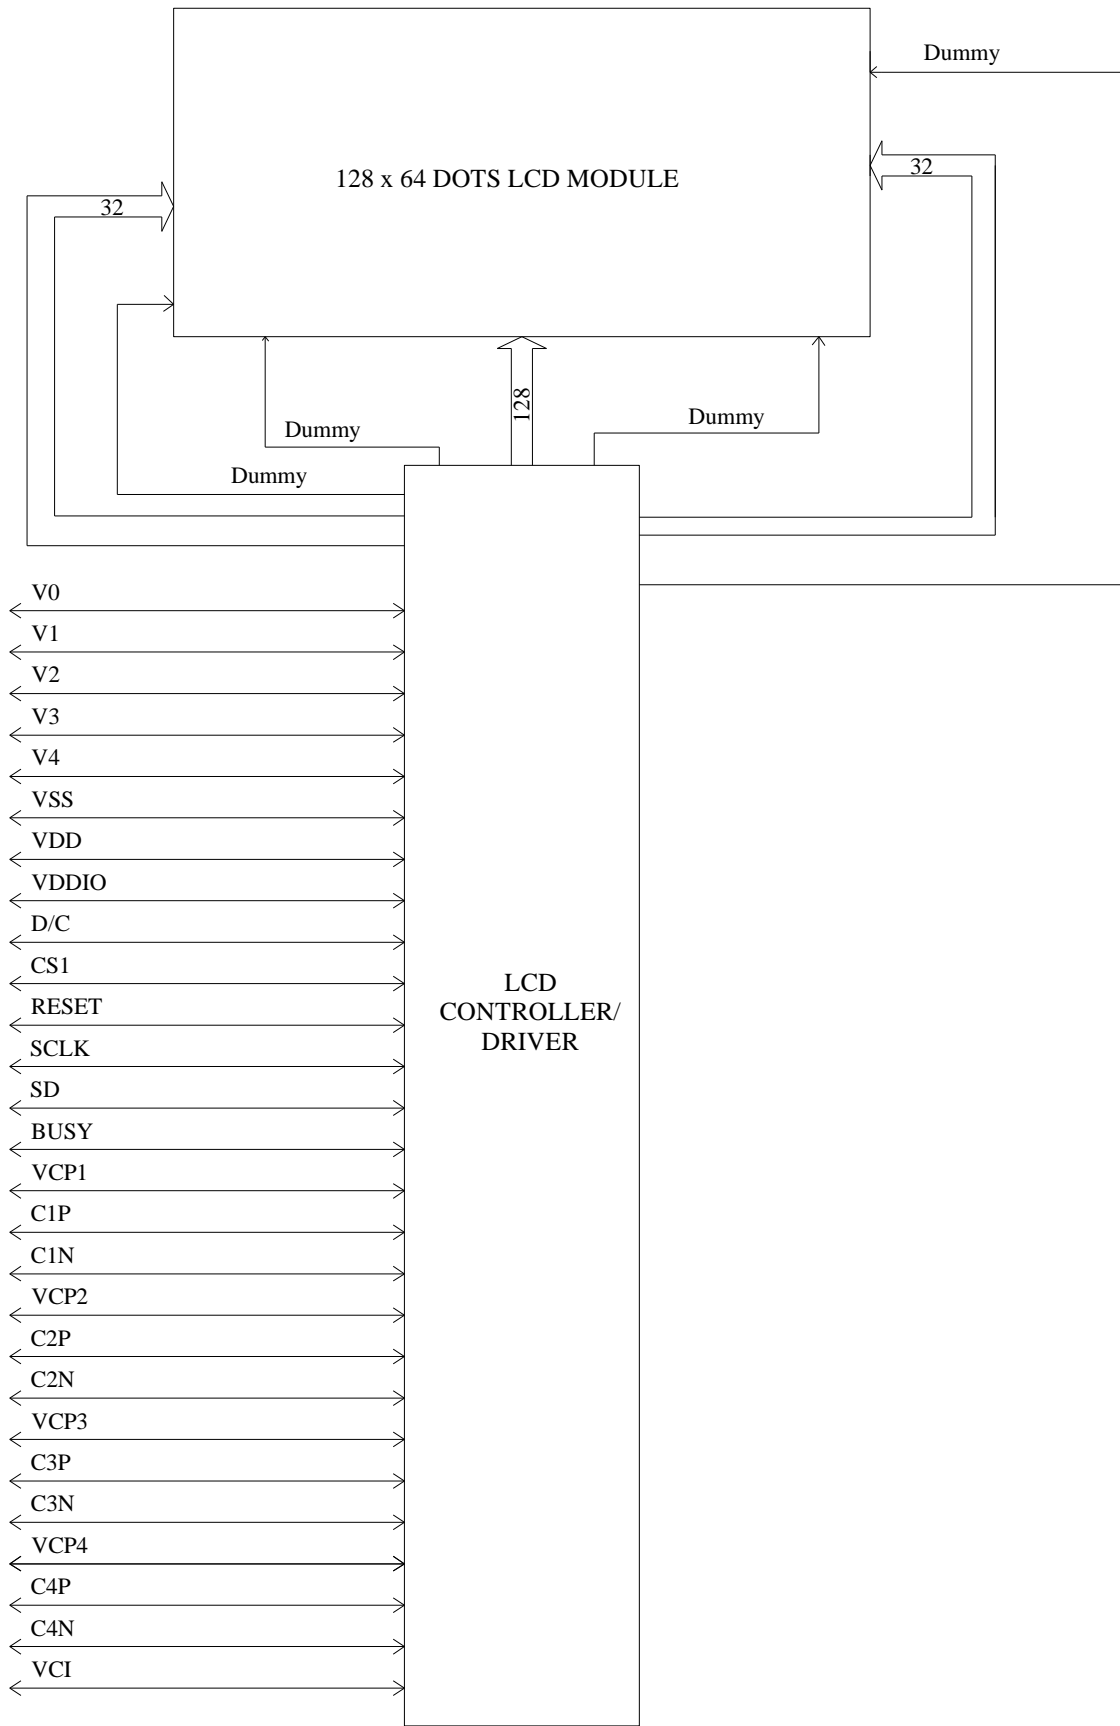 Dummy
128 x 64 DOTS LCD MODULE
32
32
128
Dummy
Dummy
Dummy
V0
V1
V2
V3
V4
VSS
VDD
VDDIO
D/C
CS1
RESET
SCLK
SD
BUSY
VCP1
C1P
C1N
VCP2
C2P
C2N
VCP3
C3P
C3N
VCP4
C4P
C4N
VCI
LCD
CONTROLLER/
DRIVER